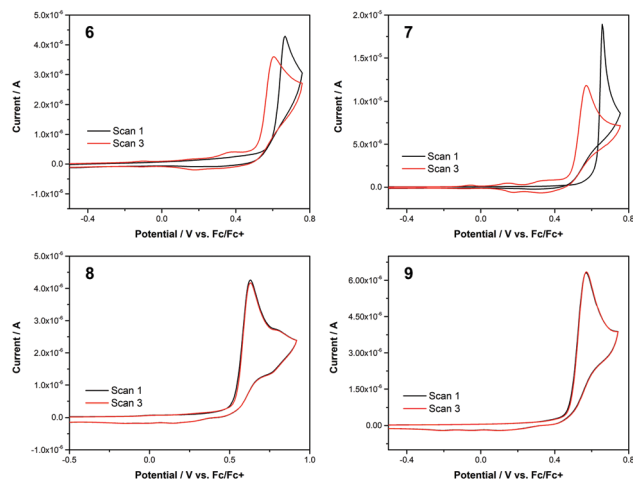 6
5.0x10⁻⁶
4.0x10⁻⁶
3.0x10⁻⁶
2.0x10⁻⁶
1.0x10⁻⁶
0.0
-1.0x10⁻⁶
Current / A
Scan 1
Scan 3
-0.4 0.0 0.4 0.8
Potential / V vs. Fc/Fc+
7
2.0x10⁻⁵
1.5x10⁻⁵
1.0x10⁻⁵
5.0x10⁻⁶
0.0
Current / A
Scan 1
Scan 3
-0.4 0.0 0.4 0.8
Potential / V vs. Fc/Fc+
8
5.0x10⁻⁶
4.0x10⁻⁶
3.0x10⁻⁶
2.0x10⁻⁶
1.0x10⁻⁶
0.0
-1.0x10⁻⁶
Current / A
Scan 1
Scan 3
-0.5 0.0 0.5 1.0
Potential / V vs. Fc/Fc+
9
6.0x10⁻⁶
4.5x10⁻⁶
3.0x10⁻⁶
1.5x10⁻⁶
0.00
Current / A
Scan 1
Scan 3
-0.4 0.0 0.4 0.8
Potential / V vs. Fc/Fc+